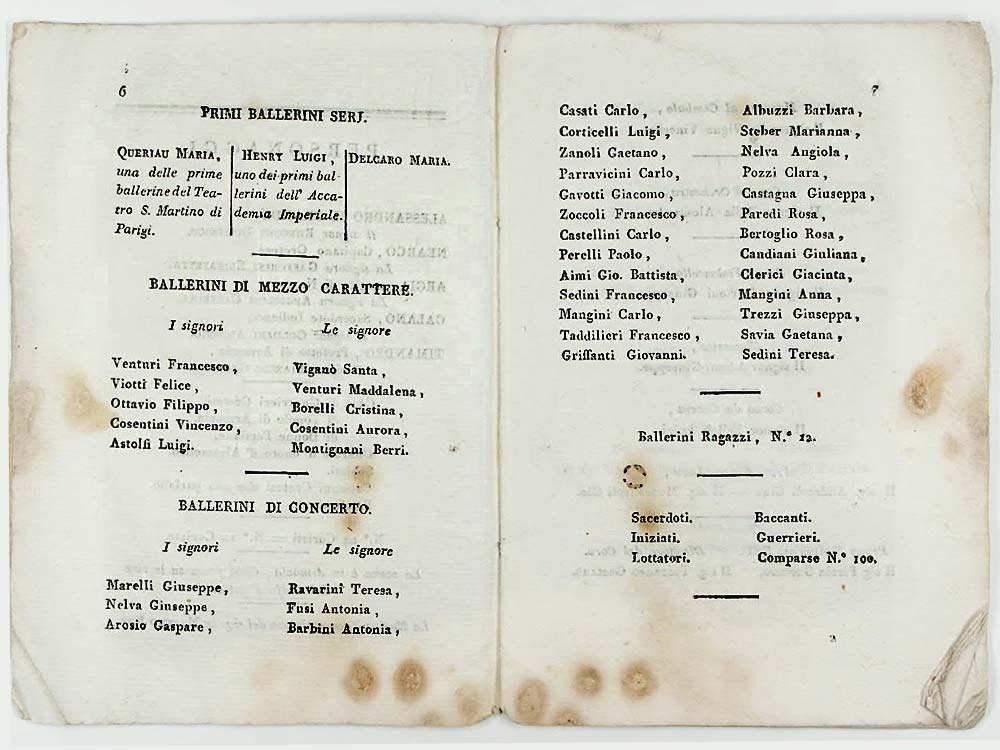 6
PRIMI BALLERINI SERJ.
QUERIAU MARIA,
una delle prime
ballerine del Tea-
tro S. Martino di
Parigi.
HENRY LUIGI,
uno dei primi bal-
lerini dell' Acca-
demia Imperiale.
DELCARO MARIA.
BALLERINI DI MEZZO CARATTERE.
I signori Le signore
Venturi Francesco, Viganò Santa,
Viotti Felice, Venturi Maddalena,
Ottavio Filippo, Borelli Cristina,
Cosentini Vincenzo, Cosentini Aurora,
Astolfi Luigi. Montignani Berri.
BALLERINI DI CONCERTO.
I signori Le signore
Marelli Giuseppe, Ravarini Teresa,
Nelva Giuseppe, Fusi Antonia,
Arosio Gaspare, Barbini Antonia,
7
Casati Carlo, Albuzzi Barbara,
Corticelli Luigi, Steber Marianna,
Zanoli Gaetano, Nelva Angiola,
Parravicini Carlo, Pozzi Clara,
Gavotti Giacomo, Castagna Giuseppa,
Zoccoli Francesco, Paredi Rosa,
Castellini Carlo, Bertoglio Rosa,
Perelli Paolo, Candiani Giuliana,
Aimi Gio. Battista, Clerici Giacinta,
Sedini Francesco, Mangini Anna,
Mangini Carlo, Trezzi Giuseppa,
Taddilieri Francesco, Savia Gaetana,
Griffanti Giovanni. Sedini Teresa.
Ballerini Ragazzi, N.° 12.
Sacerdoti. Baccanti.
Iniziati. Guerrieri.
Lottatori. Comparse N.° 100.
2